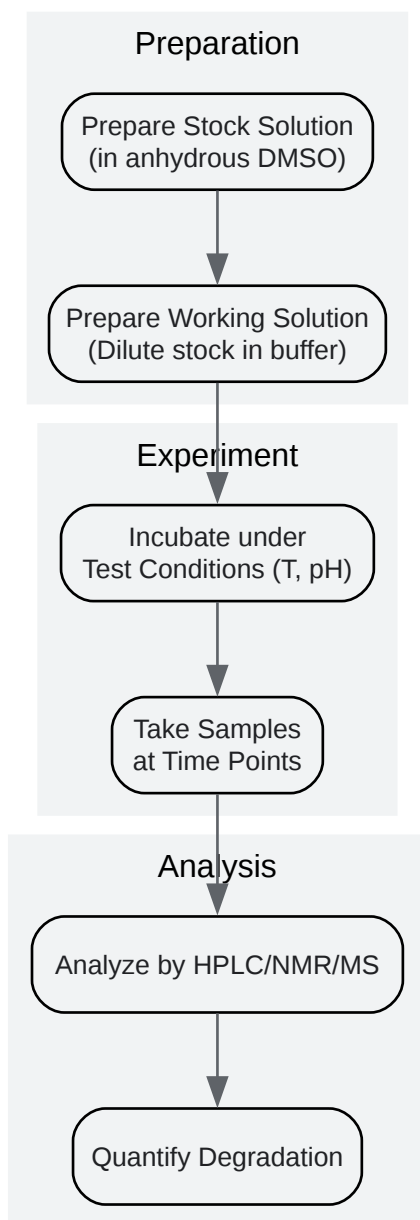 Preparation
Prepare Stock Solution
(in anhydrous DMSO)
Prepare Working Solution
(Dilute stock in buffer)
Experiment
Incubate under
Test Conditions (T, pH)
Take Samples
at Time Points
Analysis
Analyze by HPLC/NMR/MS
Quantify Degradation